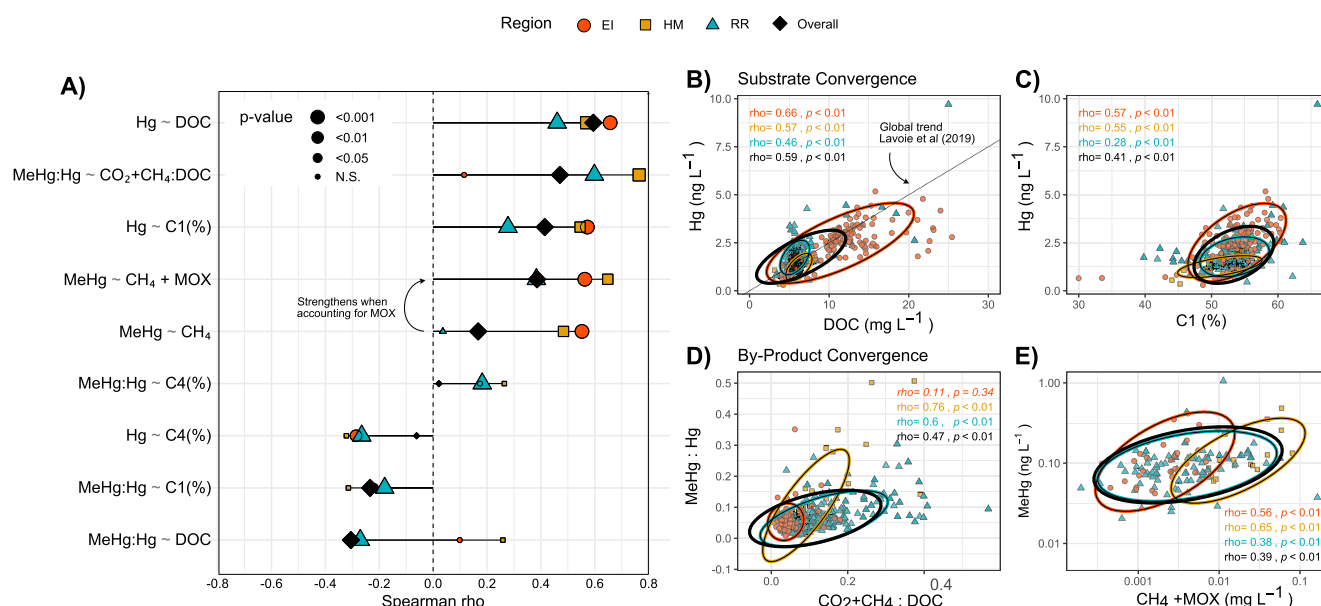 Region EI HM RR Overall
A)
p-value
<0.001
<0.01
<0.05
N.S.
Hg ~ DOC
MeHg:Hg ~ CO₂+CH₄:DOC
Hg ~ C1(%)
MeHg ~ CH₄ + MOX
MeHg ~ CH₄
MeHg:Hg ~ C4(%)
Hg ~ C4(%)
MeHg:Hg ~ C1(%)
MeHg:Hg ~ DOC
Strengthens when
accounting for MOX
-0.8 -0.6 -0.4 -0.2 0.0 0.2 0.4 0.6 0.8
Spearman rho
B) Substrate Convergence
rho= 0.66 , p < 0.01
rho= 0.57 , p < 0.01
rho= 0.46 , p < 0.01
rho= 0.59 , p < 0.01
Global trend
Lavoie et al (2019)
Hg (ng L⁻¹)
10.0
7.5
5.0
2.5
0.0
0 10 20 30
DOC (mg L⁻¹)
C)
rho= 0.57 , p < 0.01
rho= 0.55 , p < 0.01
rho= 0.28 , p < 0.01
rho= 0.41 , p < 0.01
Hg (ng L⁻¹)
10.0
7.5
5.0
2.5
0.0
30 40 50 60
C1 (%)
D) By-Product Convergence
rho= 0.11 , p = 0.34
rho= 0.76 , p < 0.01
rho= 0.6 , p < 0.01
rho= 0.47 , p < 0.01
MeHg : Hg
0.5
0.4
0.3
0.2
0.1
0.0
-0.1
0.0 0.2 0.4
CO₂+CH₄ : DOC
E)
MeHg (ng L⁻¹)
1.00
0.10
0.01
rho= 0.56 , p < 0.01
rho= 0.65 , p < 0.01
rho= 0.38 , p < 0.01
rho= 0.39 , p < 0.01
0.001 0.01 0.1
CH₄ +MOX (mg L⁻¹)